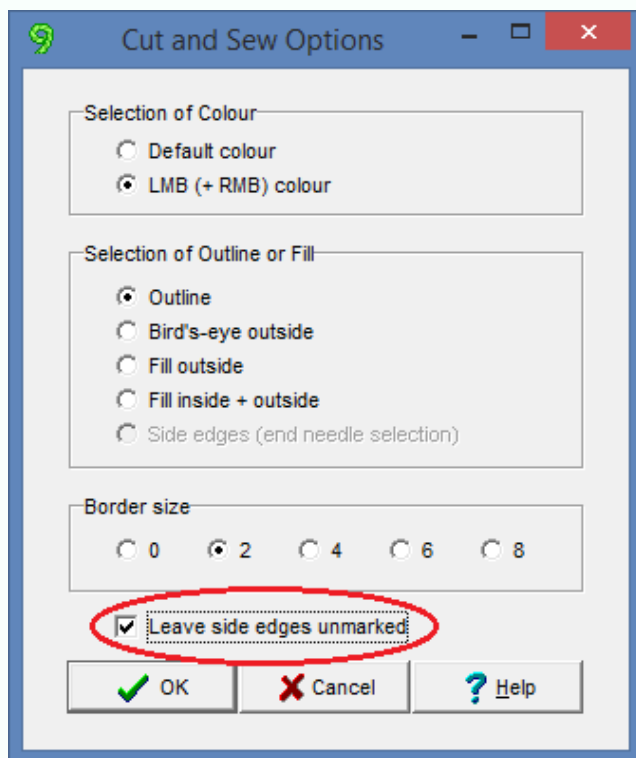 Cut and Sew Options
Selection of Colour
Default colour
LMB (+ RMB) colour
Selection of Outline or Fill
Outline
Bird's-eye outside
Fill outside
Fill inside + outside
Side edges (end needle selection)
Border size
0 2 4 6 8
Leave side edges unmarked
OK Cancel Help